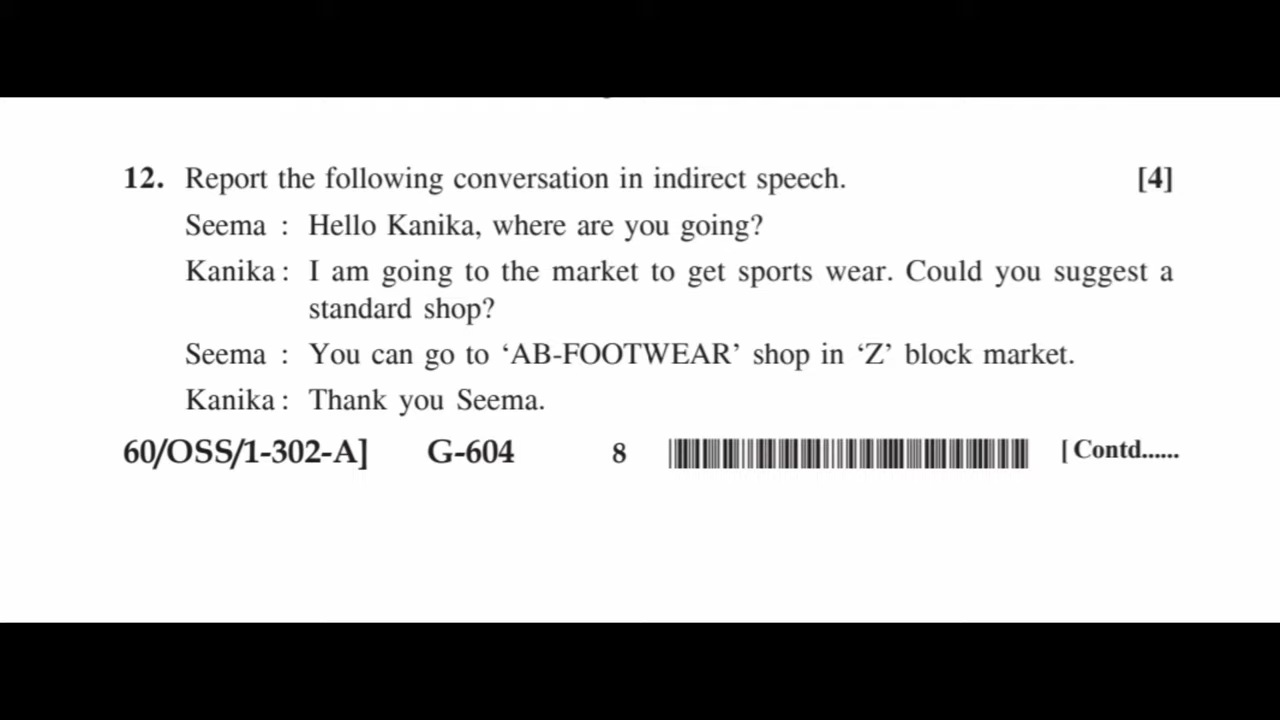 12. Report the following conversation in indirect speech. [4]
Seema : Hello Kanika, where are you going?
Kanika : I am going to the market to get sports wear. Could you suggest a
standard shop?
Seema : You can go to ‘AB-FOOTWEAR’ shop in ‘Z’ block market.
Kanika : Thank you Seema.
60/OSS/1-302-A] G-604 8 [ Contd......